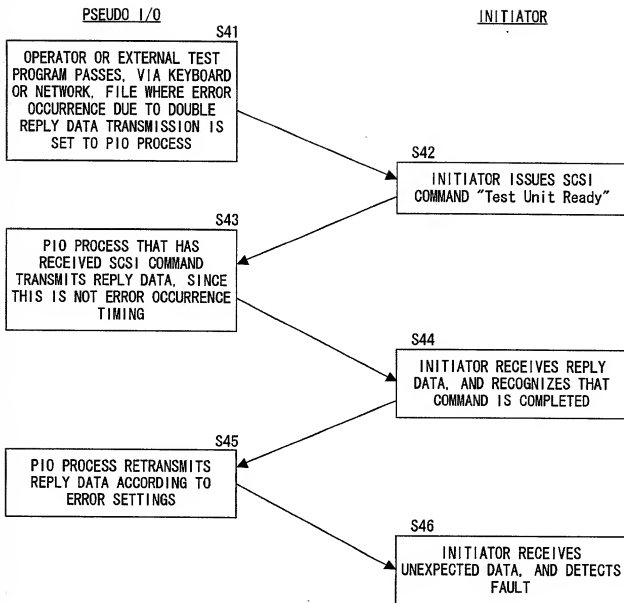 PSEUDO I/O
INITIATOR
S41
OPERATOR OR EXTERNAL TEST
PROGRAM PASSES, VIA KEYBOARD
OR NETWORK, FILE WHERE ERROR
OCCURRENCE DUE TO DOUBLE
REPLY DATA TRANSMISSION IS
SET TO PIO PROCESS
S42
INITIATOR ISSUES SCSI
COMMAND "Test Unit Ready"
S43
PIO PROCESS THAT HAS
RECEIVED SCSI COMMAND
TRANSMITS REPLY DATA, SINCE
THIS IS NOT ERROR OCCURRENCE
TIMING
S44
INITIATOR RECEIVES REPLY
DATA, AND RECOGNIZES THAT
COMMAND IS COMPLETED
S45
PIO PROCESS RETRANSMITS
REPLY DATA ACCORDING TO
ERROR SETTINGS
S46
INITIATOR RECEIVES
UNEXPECTED DATA, AND DETECTS
FAULT